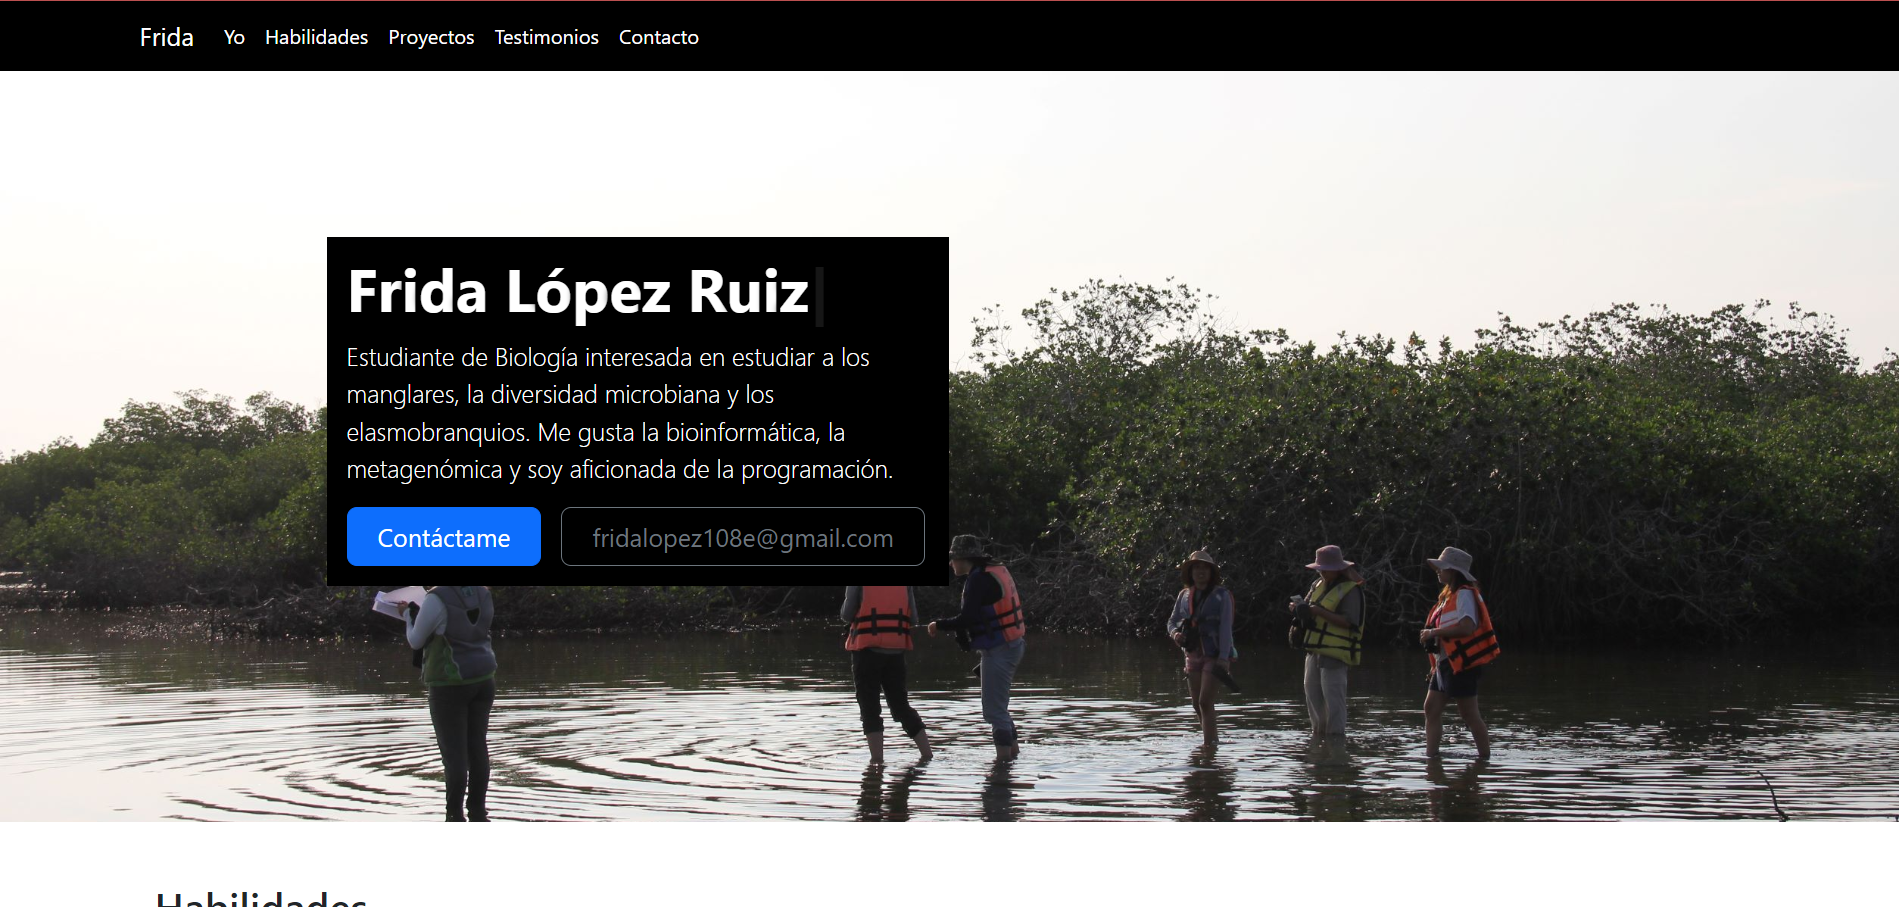 Frida Yo Habilidades Proyectos Testimonios Contacto
Frida López Ruiz
Estudiante de Biología interesada en estudiar a los
manglares, la diversidad microbiana y los
elasmobranquios. Me gusta la bioinformática, la
metagenómica y soy aficionada de la programación.
Contáctame fridalopez108e@gmail.com
Habilidades